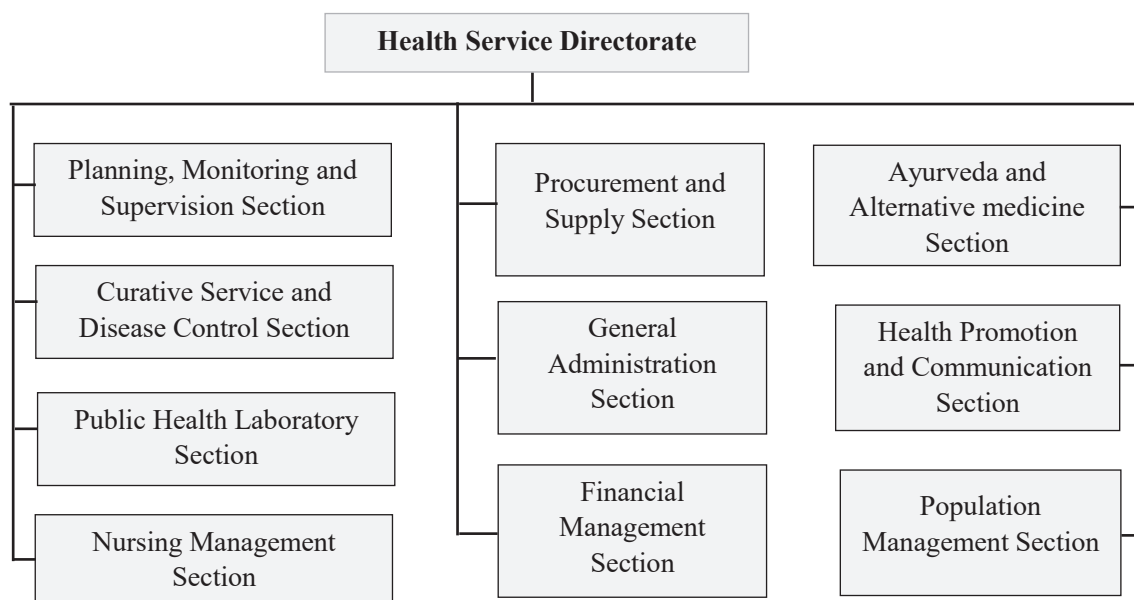 Health Service Directorate
Planning, Monitoring and
Supervision Section
Curative Service and
Disease Control Section
Public Health Laboratory
Section
Nursing Management
Section
Procurement and
Supply Section
General
Administration
Section
Financial
Management
Section
Ayurveda and
Alternative medicine
Section
Health Promotion
and Communication
Section
Population
Management Section